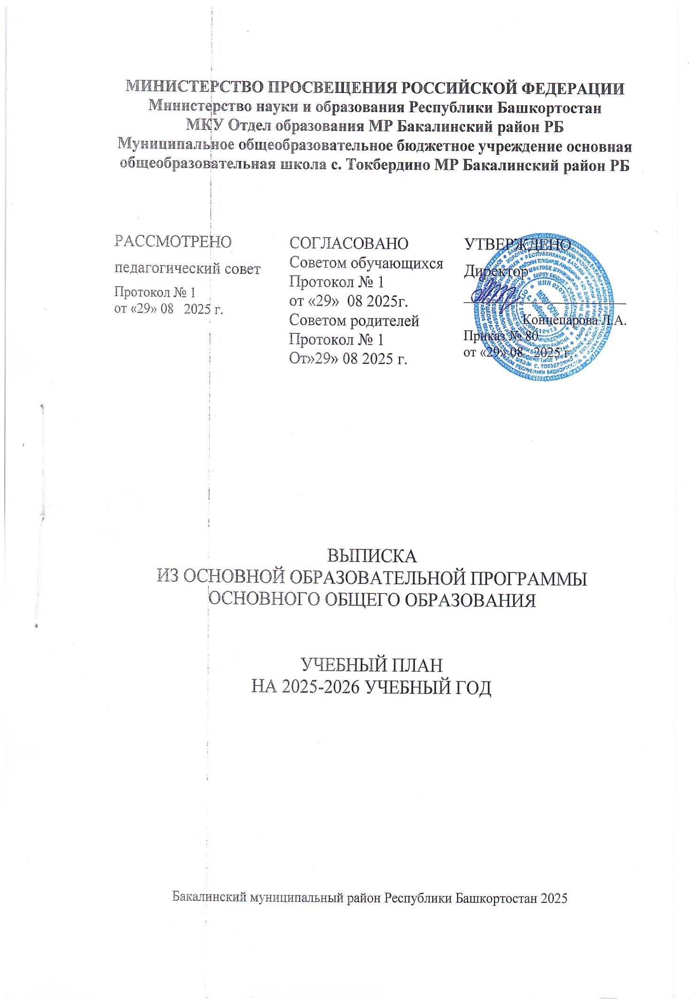 МИНИСТЕРСТВО ПРОСВЕЩЕНИЯ РОССИЙСКОЙ ФЕДЕРАЦИИ
Министерство науки и образования Республики Башкортостан
МКУ Отдел образования МР Бакалинский район РБ
Муниципальное общеобразовательное бюджетное учреждение основная
общеобразовательная школа с. Токбердино МР Бакалинский район РБ
РАССМОТРЕНО
педагогический совет
Протокол № 1
от «29» 08 2025 г.
СОГЛАСОВАНО
Советом обучающихся
Протокол № 1
от «29» 08 2025г.
Советом родителей
Протокол № 1
От»29» 08 2025 г.
УТВЕРЖДЕНО
Директор
Концепарова Л.А.
Приказ № 80
от «29» 08 2025 г.
МОБУ ООШ
ВЫПИСКА
ИЗ ОСНОВНОЙ ОБРАЗОВАТЕЛЬНОЙ ПРОГРАММЫ
ОСНОВНОГО ОБЩЕГО ОБРАЗОВАНИЯ
УЧЕБНЫЙ ПЛАН
НА 2025-2026 УЧЕБНЫЙ ГОД
Бакалинский муниципальный район Республики Башкортостан 2025